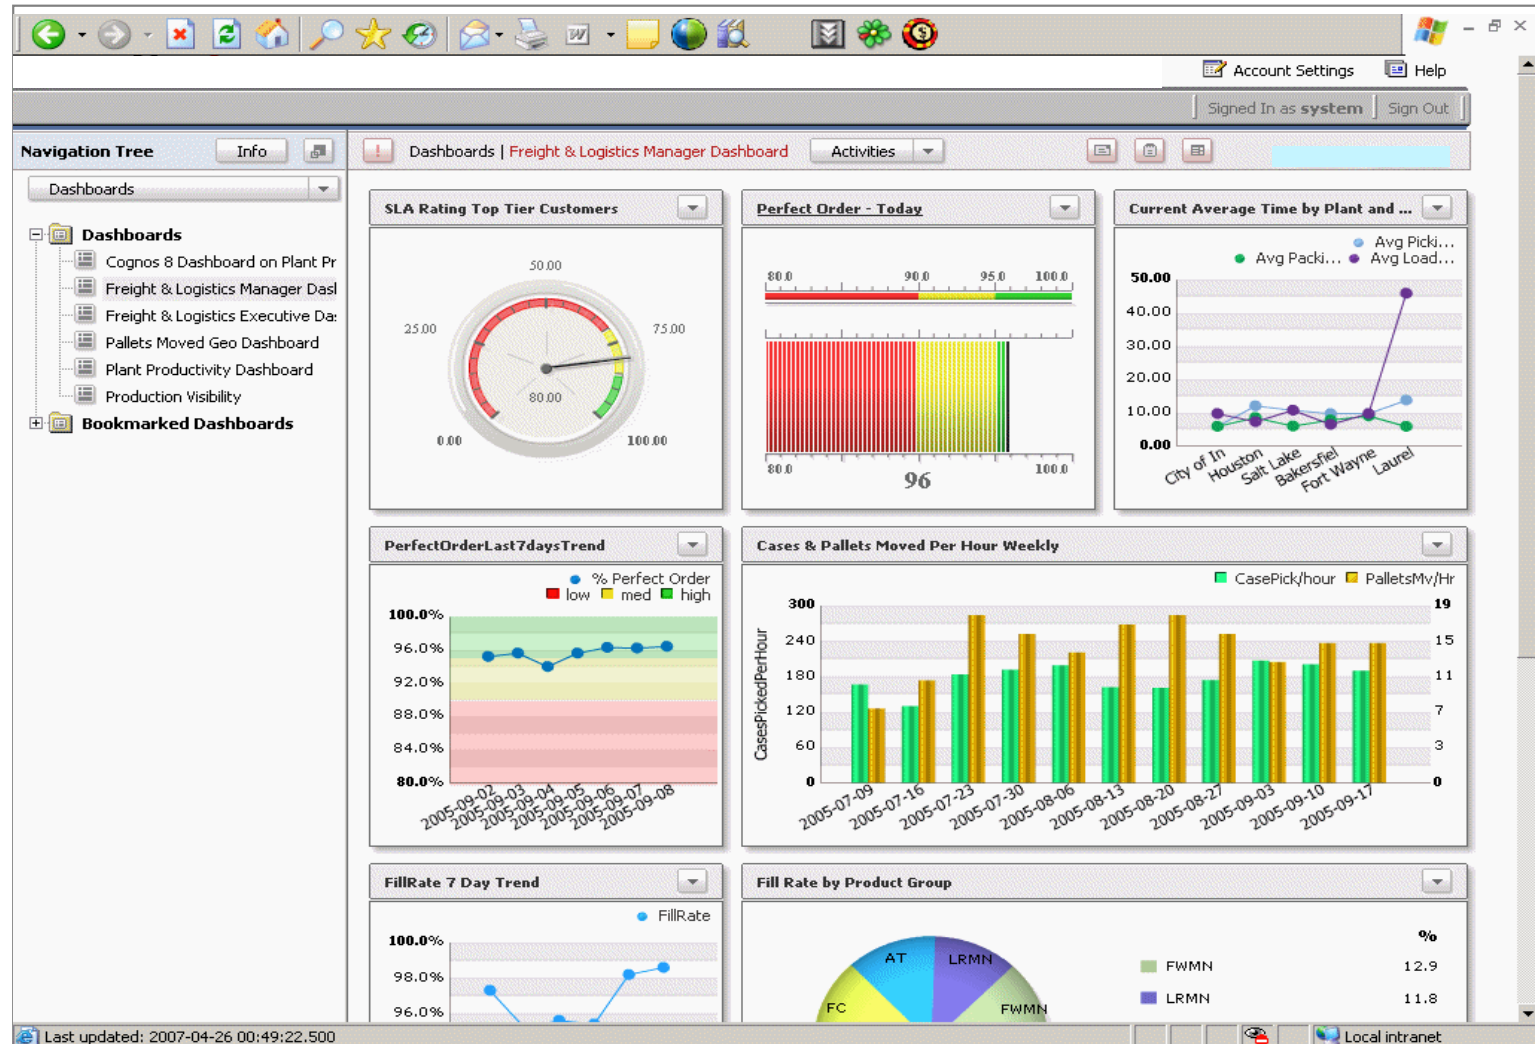 Account Settings Help
Signed In as system Sign Out
Navigation Tree Info
Dashboards | Freight & Logistics Manager Dashboard Activities
Dashboards
Dashboards
Cognos 8 Dashboard on Plant Pr
Freight & Logistics Manager Dasl
Freight & Logistics Executive Da:
Pallets Moved Geo Dashboard
Plant Productivity Dashboard
Production Visibility
Bookmarked Dashboards
SLA Rating Top Tier Customers
50.00
25.00 75.00
80.00
0.00 100.00
Perfect Order - Today
80.0 90.0 95.0 100.0
80.0 100.0
96
Current Average Time by Plant and ...
Avg Picki...
Avg Packi... Avg Load...
50.00
40.00
30.00
20.00
10.00
0.00
City of In Houston Salt Lake Bakersfiel Fort Wayne Laurel
PerfectOrderLast7daysTrend
% Perfect Order
low med high
100.0%
96.0%
92.0%
88.0%
84.0%
80.0%
2005-09-02 2005-09-03 2005-09-04 2005-09-05 2005-09-06 2005-09-07 2005-09-08
Cases & Pallets Moved Per Hour Weekly
CasePick/hour PalletsMv/Hr
CasesPickedPerHour
300 19
240 15
180 11
120 7
60 3
0 0
2005-07-09 2005-07-16 2005-07-23 2005-07-30 2005-08-06 2005-08-13 2005-08-20 2005-08-27 2005-09-03 2005-09-10 2005-09-17
FillRate 7 Day Trend
FillRate
100.0%
98.0%
96.0%
Fill Rate by Product Group
AT LRMN
FC FWMN
%
FWMN 12.9
LRMN 11.8
Last updated: 2007-04-26 00:49:22.500
Local intranet